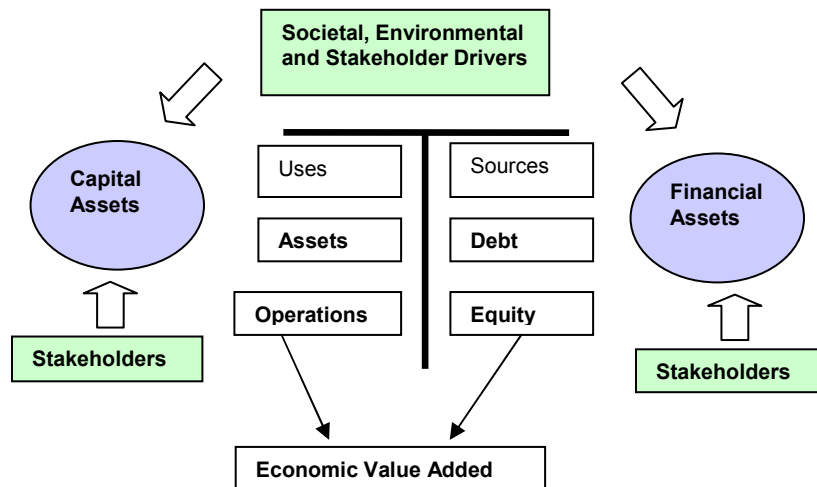 Societal, Environmental
and Stakeholder Drivers
Capital
Assets
Uses
Sources
Financial
Assets
Assets
Debt
Operations
Equity
Stakeholders
Stakeholders
Economic Value Added